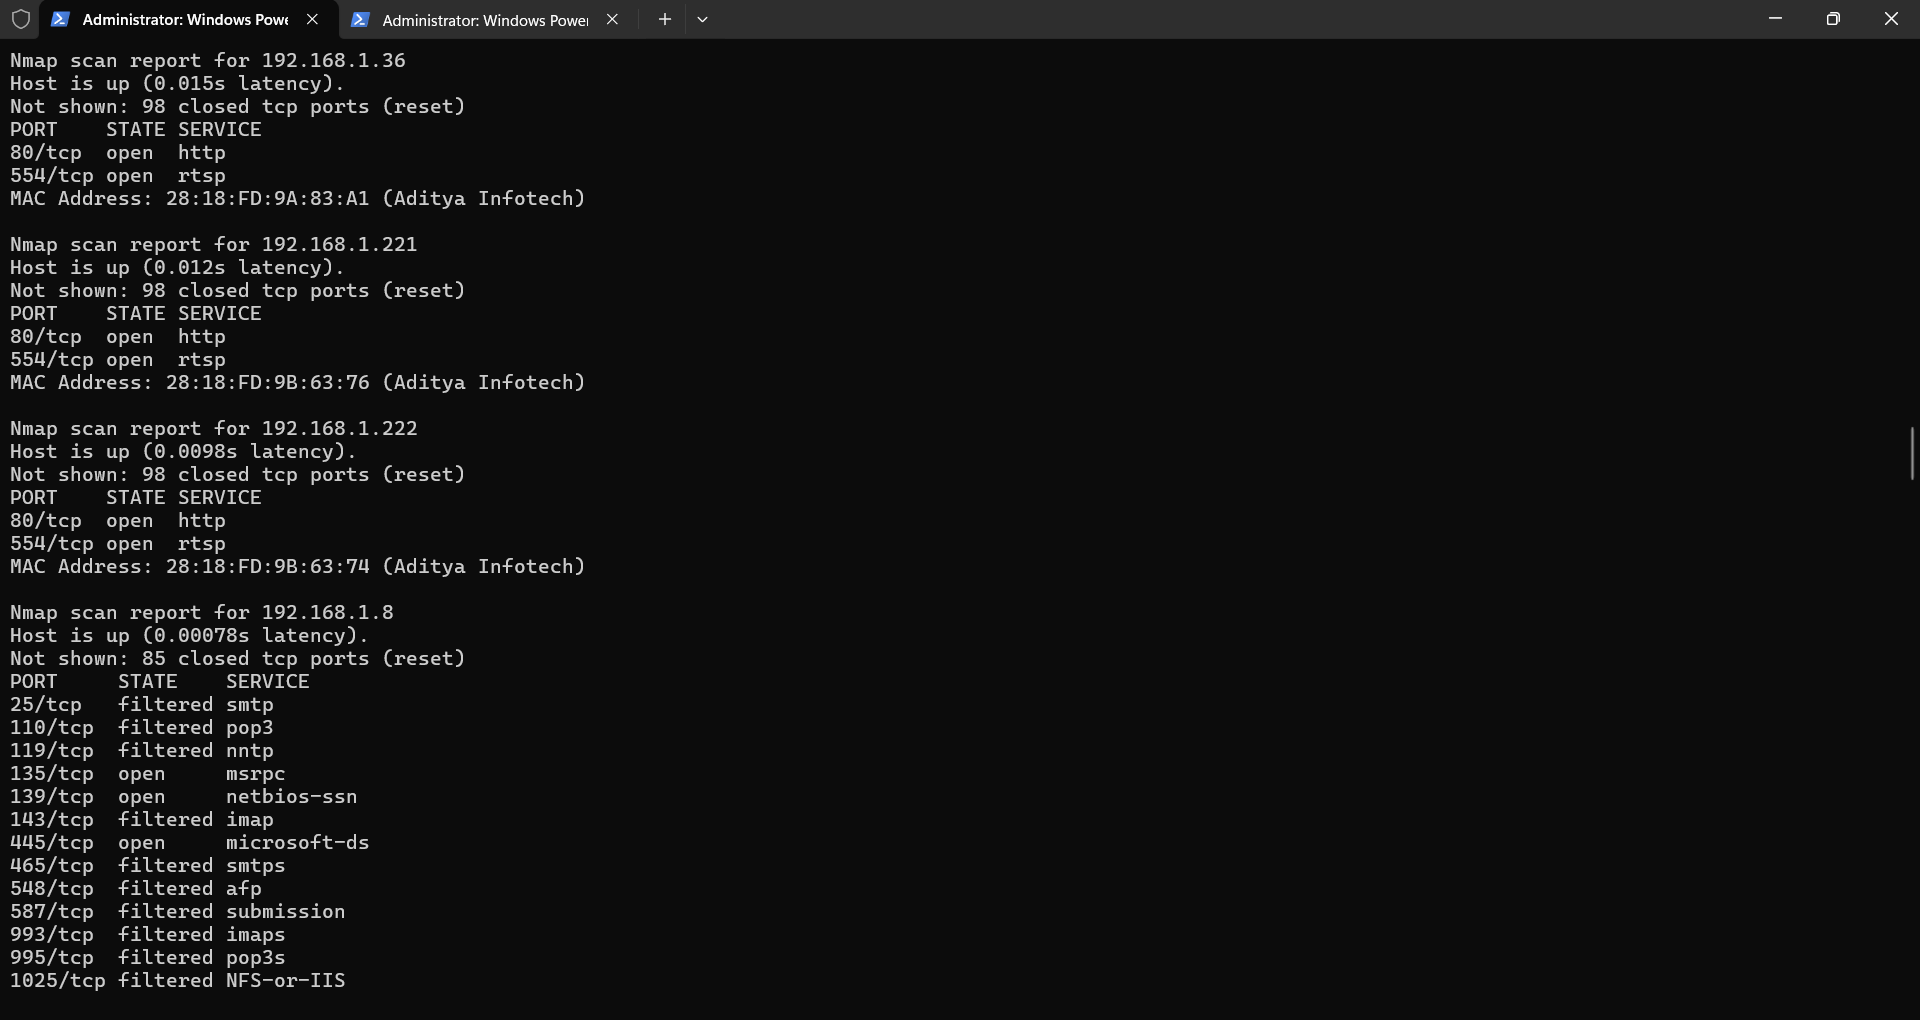 Administrator: Windows Powe
Administrator: Windows Power
Nmap scan report for 192.168.1.36
Host is up (0.015s latency).
Not shown: 98 closed tcp ports (reset)
PORT    STATE SERVICE
80/tcp  open  http
554/tcp open  rtsp
MAC Address: 28:18:FD:9A:83:A1 (Aditya Infotech)
Nmap scan report for 192.168.1.221
Host is up (0.012s latency).
Not shown: 98 closed tcp ports (reset)
PORT    STATE SERVICE
80/tcp  open  http
554/tcp open  rtsp
MAC Address: 28:18:FD:9B:63:76 (Aditya Infotech)
Nmap scan report for 192.168.1.222
Host is up (0.0098s latency).
Not shown: 98 closed tcp ports (reset)
PORT    STATE SERVICE
80/tcp  open  http
554/tcp open  rtsp
MAC Address: 28:18:FD:9B:63:74 (Aditya Infotech)
Nmap scan report for 192.168.1.8
Host is up (0.00078s latency).
Not shown: 85 closed tcp ports (reset)
PORT     STATE    SERVICE
25/tcp   filtered smtp
110/tcp  filtered pop3
119/tcp  filtered nntp
135/tcp  open     msrpc
139/tcp  open     netbios-ssn
143/tcp  filtered imap
445/tcp  open     microsoft-ds
465/tcp  filtered smtps
548/tcp  filtered afp
587/tcp  filtered submission
993/tcp  filtered imaps
995/tcp  filtered pop3s
1025/tcp filtered NFS-or-IIS